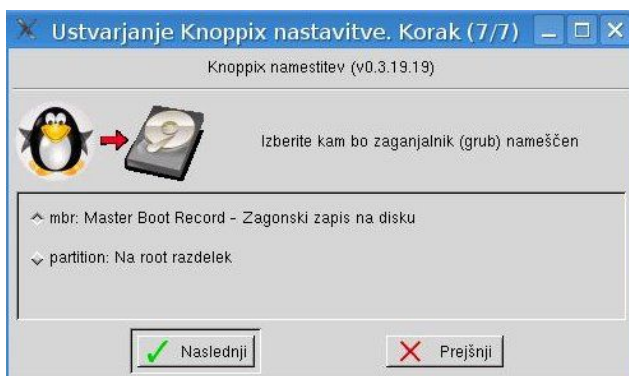 Ustvarjanje Knoppix nastavitve. Korak (7/7)
Knoppix namestitev (v0.3.19.19)
Izberite kam bo zaganjalnik (grub) nameščen
mbr: Master Boot Record - Zagonski zapis na disku
partition: Na root razdelek
Naslednji
Prejšnji